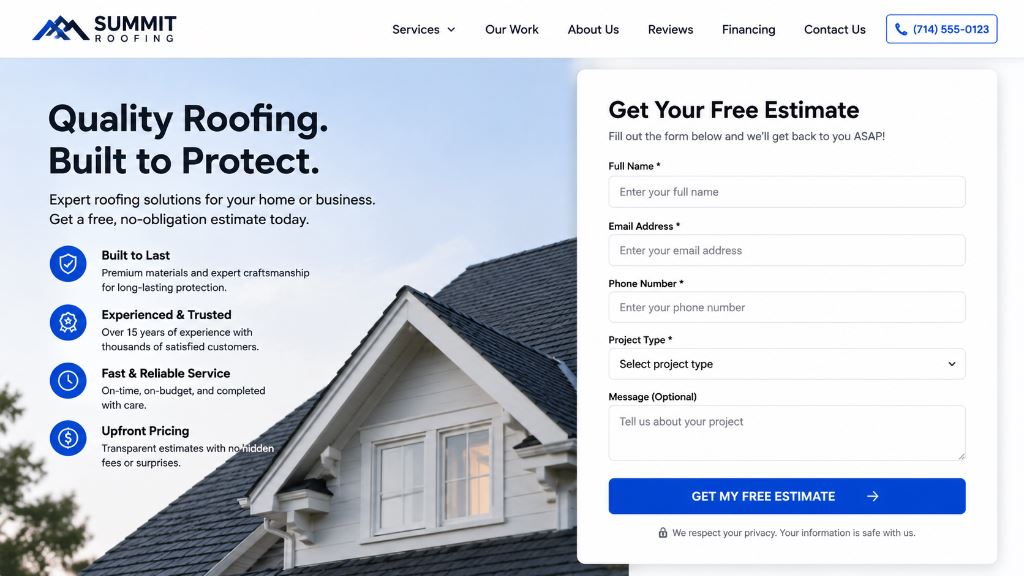 SUMMIT
ROOFING
Services
Our Work
About Us
Reviews
Financing
Contact Us
(714) 555-0123
Quality Roofing.
Built to Protect.
Expert roofing solutions for your home or business.
Get a free, no-obligation estimate today.
Built to Last
Premium materials and expert craftsmanship
for long-lasting protection.
Experienced & Trusted
Over 15 years of experience with
thousands of satisfied customers.
Fast & Reliable Service
On-time, on-budget, and completed
with care.
Upfront Pricing
Transparent estimates with no hidden
fees or surprises.
Get Your Free Estimate
Fill out the form below and we'll get back to you ASAP!
Full Name *
Enter your full name
Email Address *
Enter your email address
Phone Number *
Enter your phone number
Project Type *
Select project type
Message (Optional)
Tell us about your project
GET MY FREE ESTIMATE
We respect your privacy. Your information is safe with us.